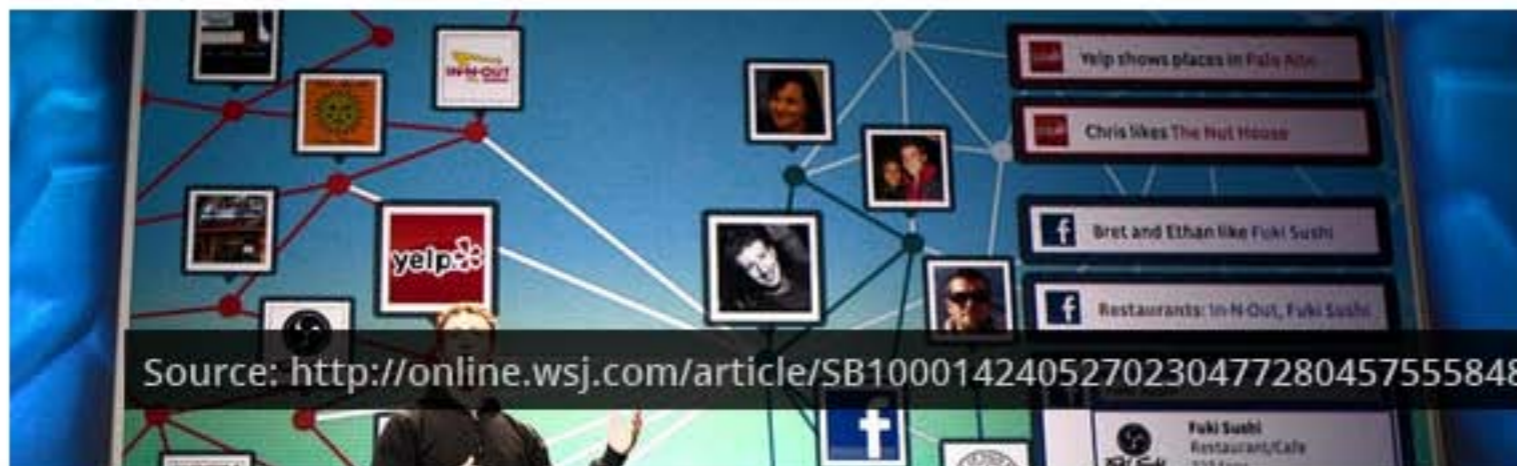 IN-N-OUT
Yelp shows places in Palo Alto
Chris likes The Nut House
yelp
Bret and Ethan like Fuki Sushi
Restaurants: In-N-Out, Fuki Sushi
Source: http://online.wsj.com/article/SB1000142405270230477280457555848
Fuki Sushi
Restaurant/Cafe